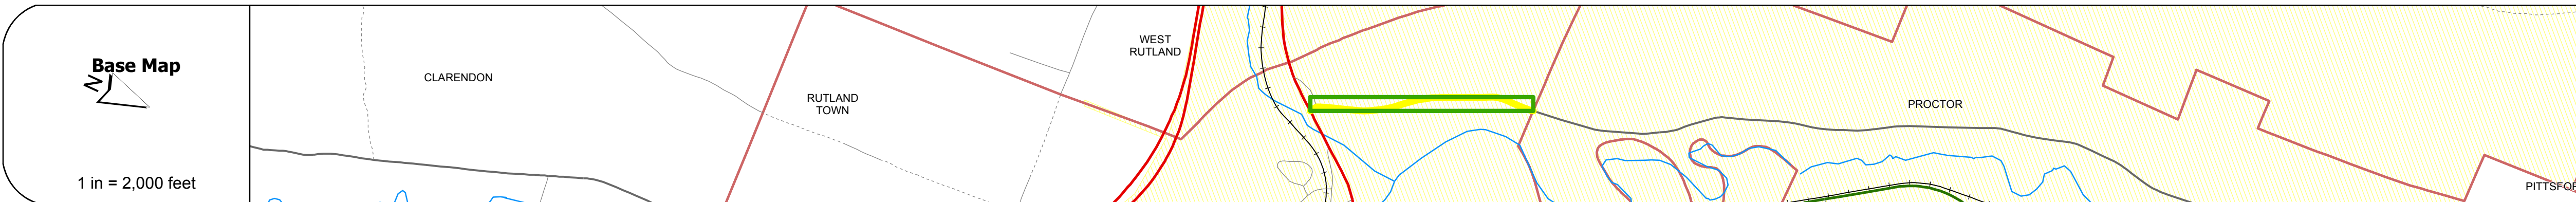 Base Map
N
1 in = 2,000 feet
CLARENDON
RUTLAND
TOWN
WEST
RUTLAND
PROCTOR